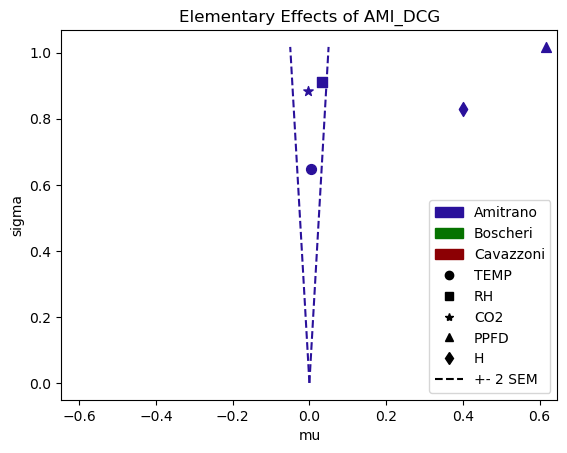 Elementary Effects of AMI_DCG
sigma
1.0
0.8
0.6
0.4
0.2
0.0
Amitrano
Boscheri
Cavazzoni
TEMP
RH
CO2
PPFD
H
+- 2 SEM
−0.6 −0.4 −0.2 0.0 0.2 0.4 0.6
mu